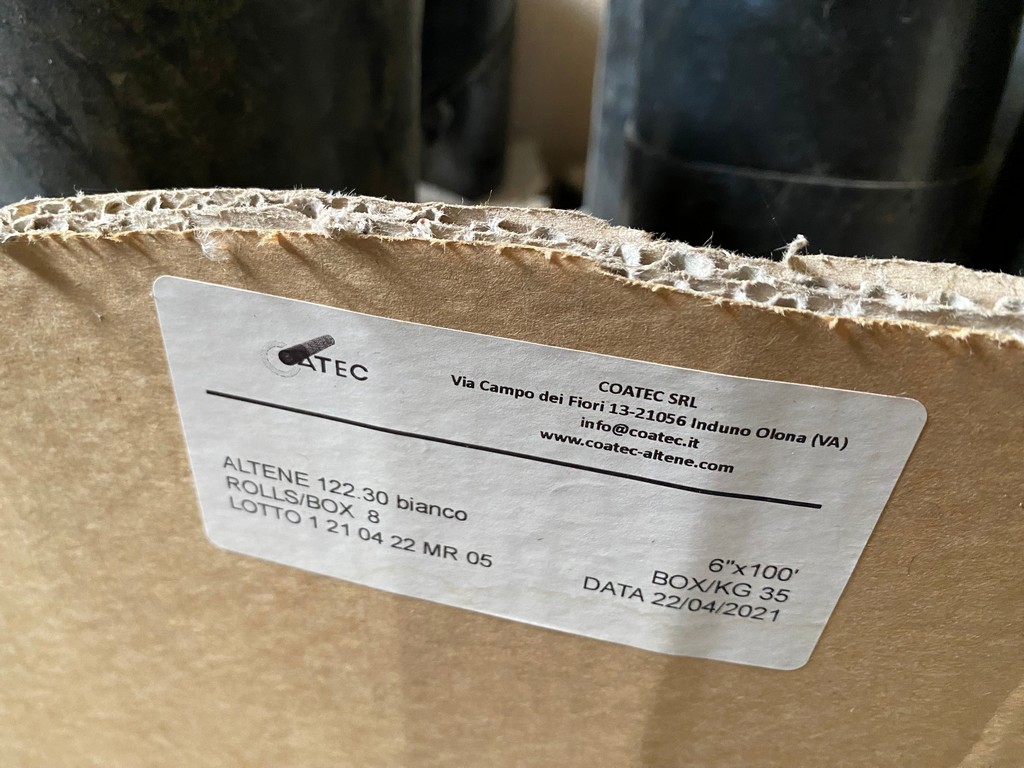 COATEC
COATEC SRL
Via Campo dei Fiori 13-21056 Induno Olona (VA)
info@coatec.it
www.coatec-altene.com
ALTENE 122.30 bianco
ROLLS/BOX 8
LOTTO 1 21 04 22 MR 05
6"x100'
BOX/KG 35
DATA 22/04/2021